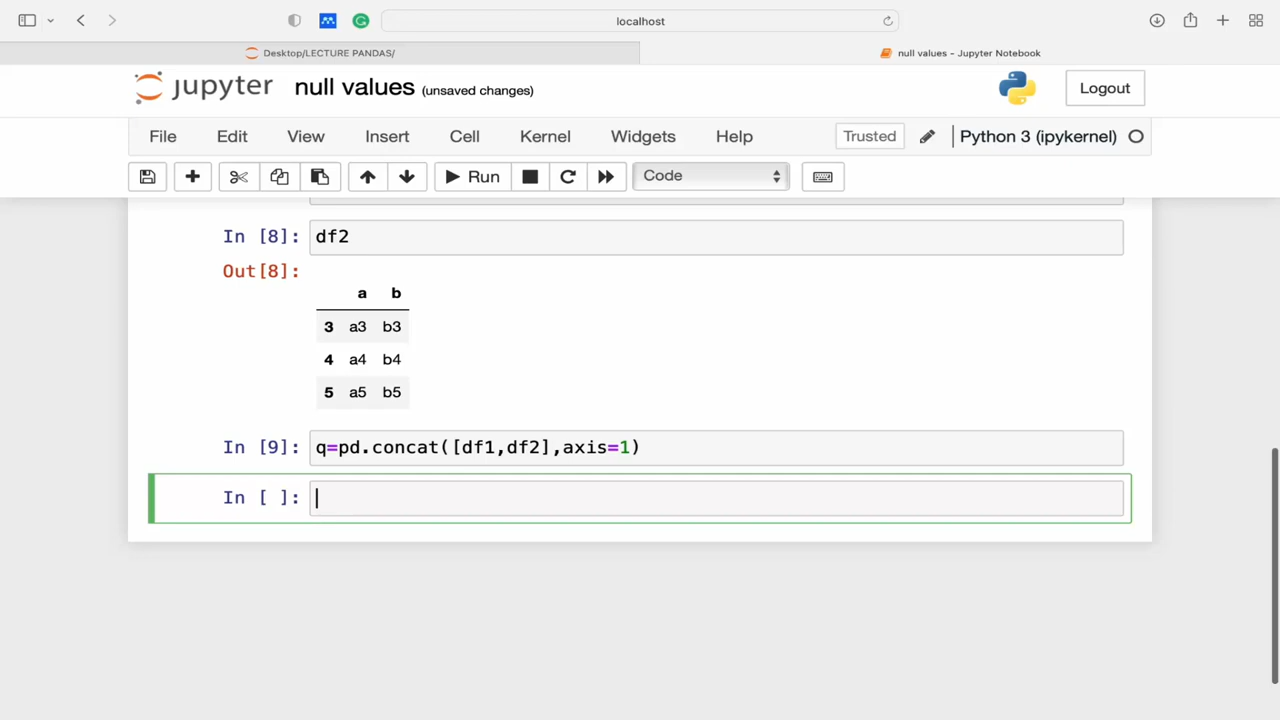 localhost
Desktop/LECTURE PANDAS/
null values - Jupyter Notebook
jupyter null values (unsaved changes)
Logout
File Edit View Insert Cell Kernel Widgets Help
Trusted
Python 3 (ipykernel)
Run
Code
In [8]: df2
Out[8]:
a b
3 a3 b3
4 a4 b4
5 a5 b5
In [9]: q=pd.concat([df1,df2],axis=1)
In [ ]: